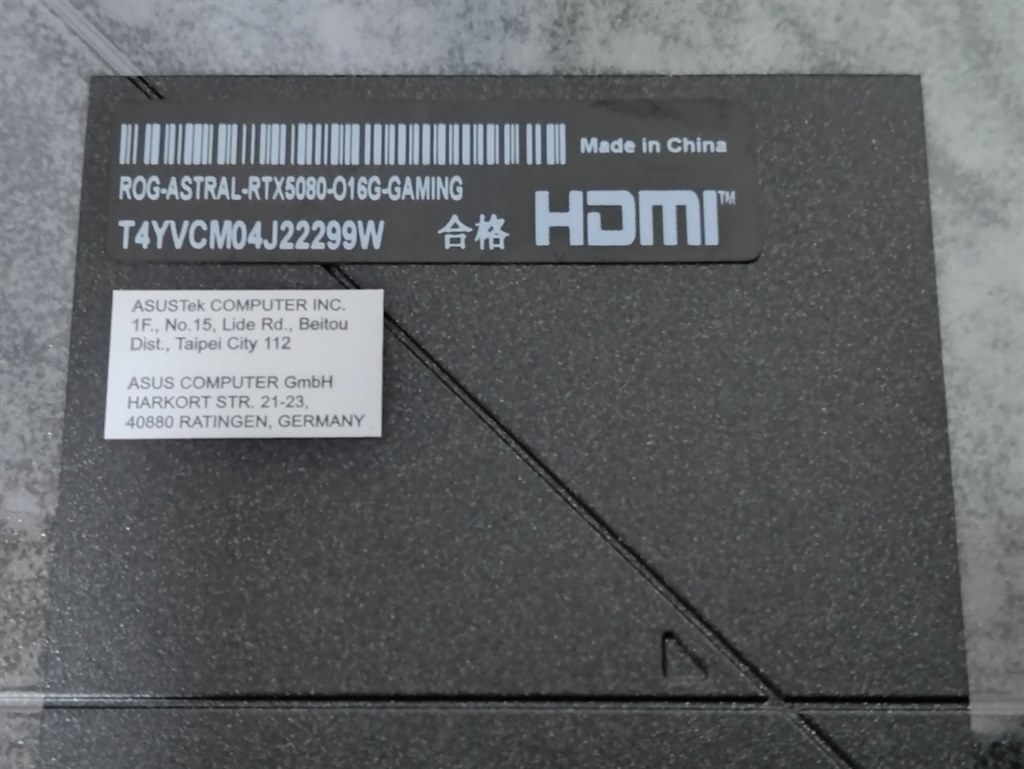 Made in China
ROG-ASTRAL-RTX5080-O16G-GAMING
T4YVCM04J22299W 合格 HDMI™
ASUSTek COMPUTER INC.
1F., No.15, Lide Rd., Beitou
Dist., Taipei City 112
ASUS COMPUTER GmbH
HARKORT STR. 21-23,
40880 RATINGEN, GERMANY